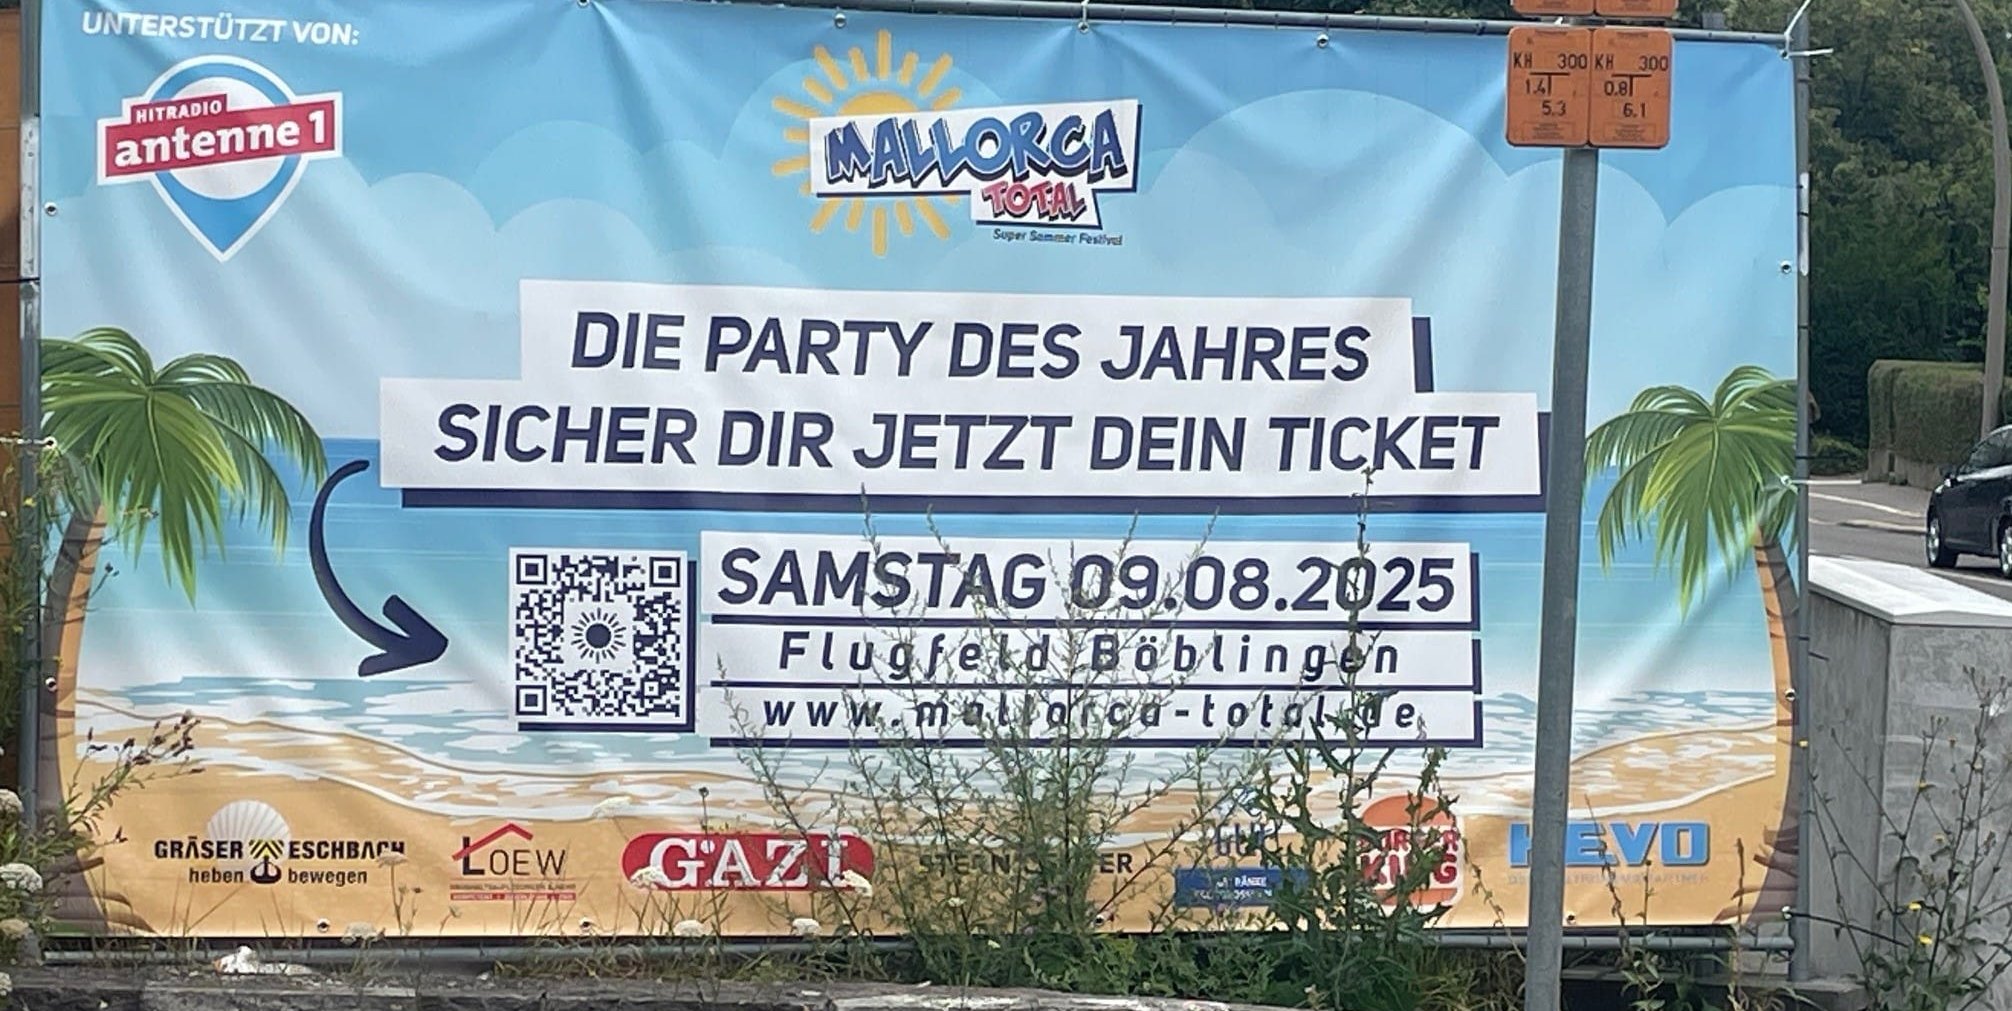 UNTERSTÜTZT VON:
HITRADIO
antenne 1
MALLORCA
TOTAL
Super Sommer Festival
KH 300
1.4
5.3
KH 300
0.8
6.1
DIE PARTY DES JAHRES
SICHER DIR JETZT DEIN TICKET
SAMSTAG 09.08.2025
Flugfeld Böblingen
www.mallorca-total.de
GRÄSER ESCHBACH
heben bewegen
LOEW
GAZI
BURGER
KING
HEVO